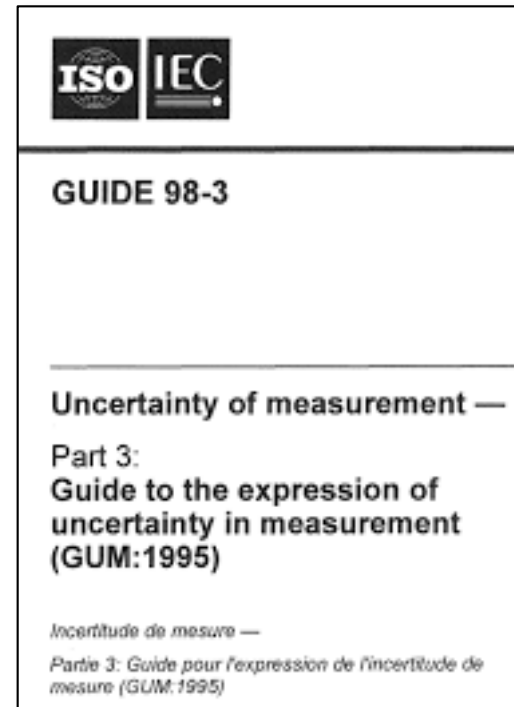 ISO IEC
GUIDE 98-3
Uncertainty of measurement —
Part 3:
Guide to the expression of
uncertainty in measurement
(GUM:1995)
Incertitude de mesure —
Partie 3: Guide pour l'expression de l'incertitude de
mesure (GUM:1995)